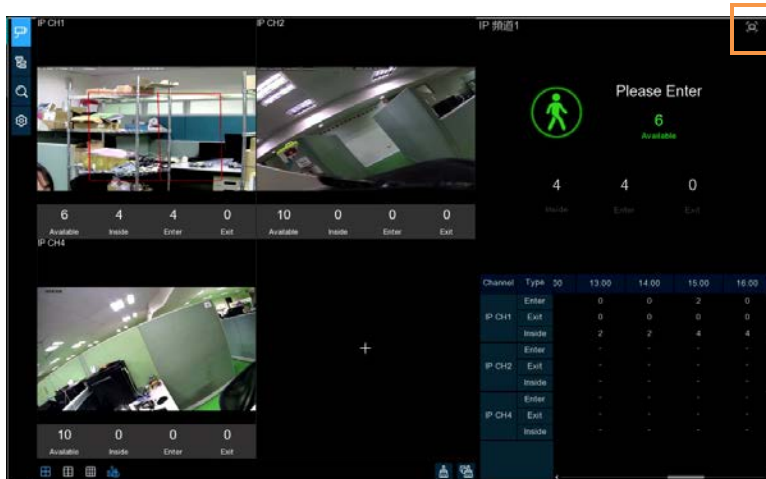 IP CH1
IP CH2
IP 頻道1
Please Enter
6
Available
4 4 0
Inside Enter Exit
6 4 4 0
Available Inside Enter Exit
10 0 0 0
Available Inside Enter Exit
IP CH4
10 0 0 0
Available Inside Enter Exit
Channel Type 00 13:00 14:00 15:00 16:00
IP CH1
Enter 0 0 2 0
Exit 0 0 0 0
Inside 2 2 4 4
IP CH2
Enter - - - -
Exit - - - -
Inside - - - -
IP CH4
Enter - - - -
Exit - - - -
Inside - - - -